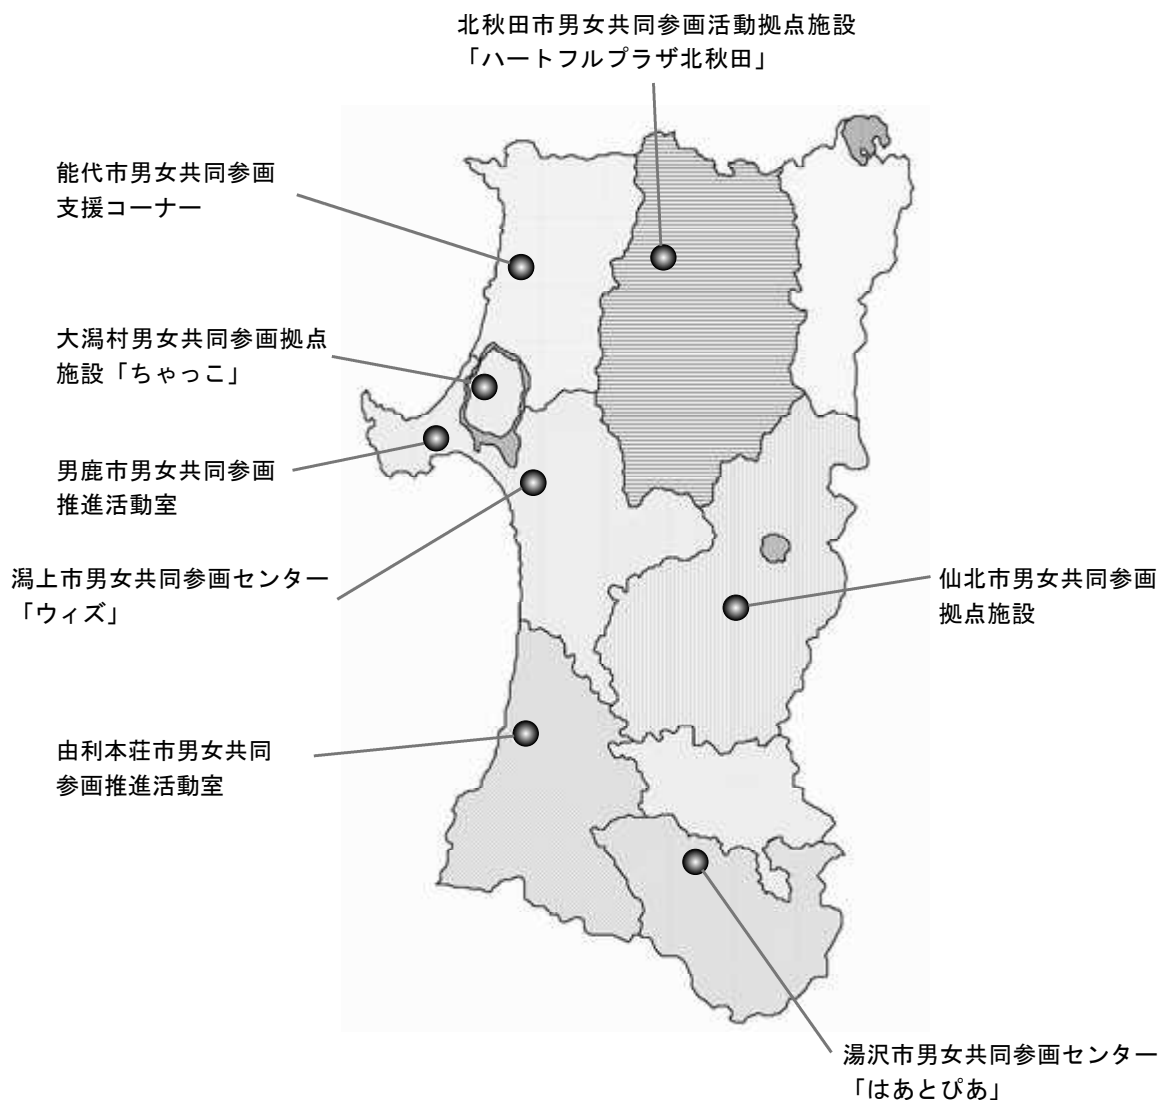 北秋田市男女共同参画活動拠点施設
「ハートフルプラザ北秋田」
能代市男女共同参画
支援コーナー
大潟村男女共同参画拠点
施設「ちゃっこ」
男鹿市男女共同参画
推進活動室
潟上市男女共同参画センター
「ウィズ」
仙北市男女共同参画
拠点施設
由利本荘市男女共同
参画推進活動室
湯沢市男女共同参画センター
「はあとぴあ」